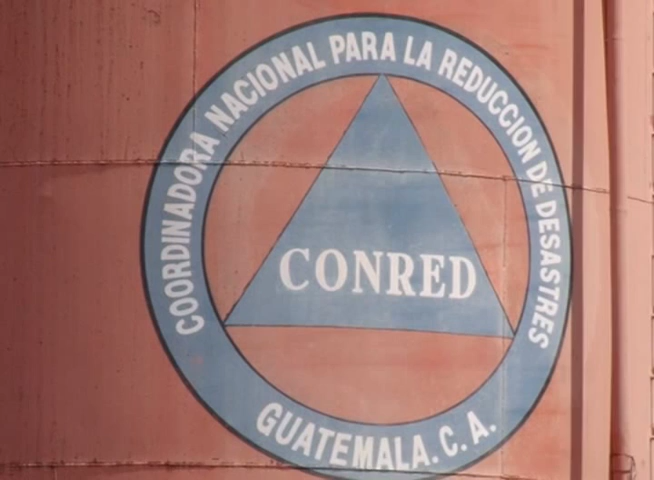 COORDINADORA NACIONAL PARA LA REDUCCION DE DESASTRES
CONRED
GUATEMALA. C. A.